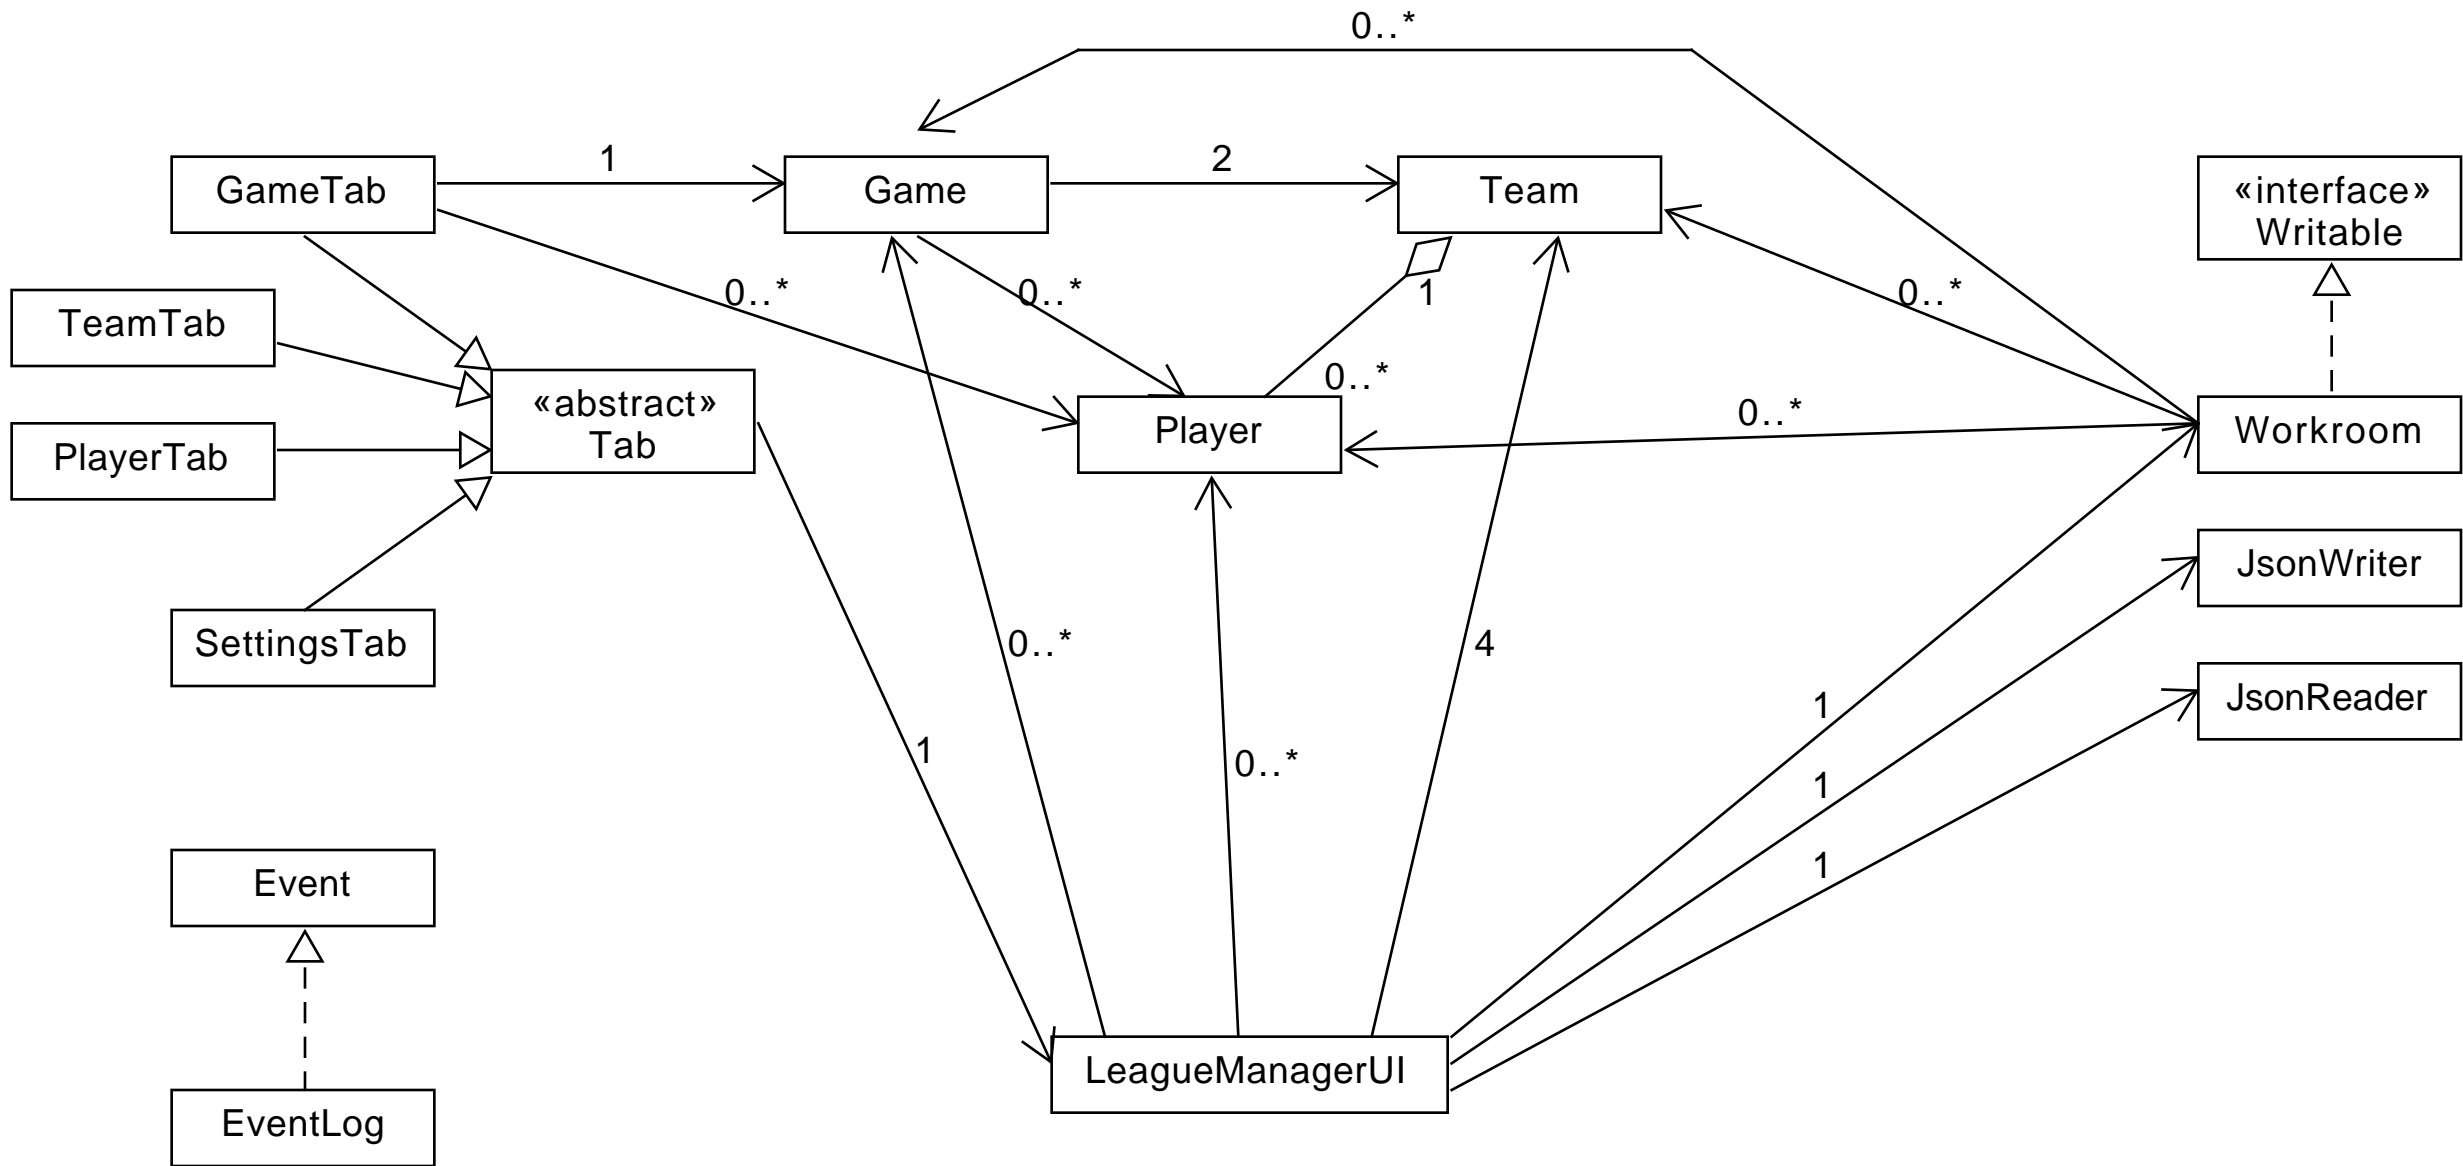 0..*
GameTab
1
Game
2
Team
«interface»
Writable
TeamTab
0..*
0..*
1
0..*
«abstract»
Tab
0..*
Player
0..*
Workroom
PlayerTab
JsonWriter
SettingsTab
0..*
4
JsonReader
1
1
0..*
1
1
Event
LeagueManagerUI
EventLog